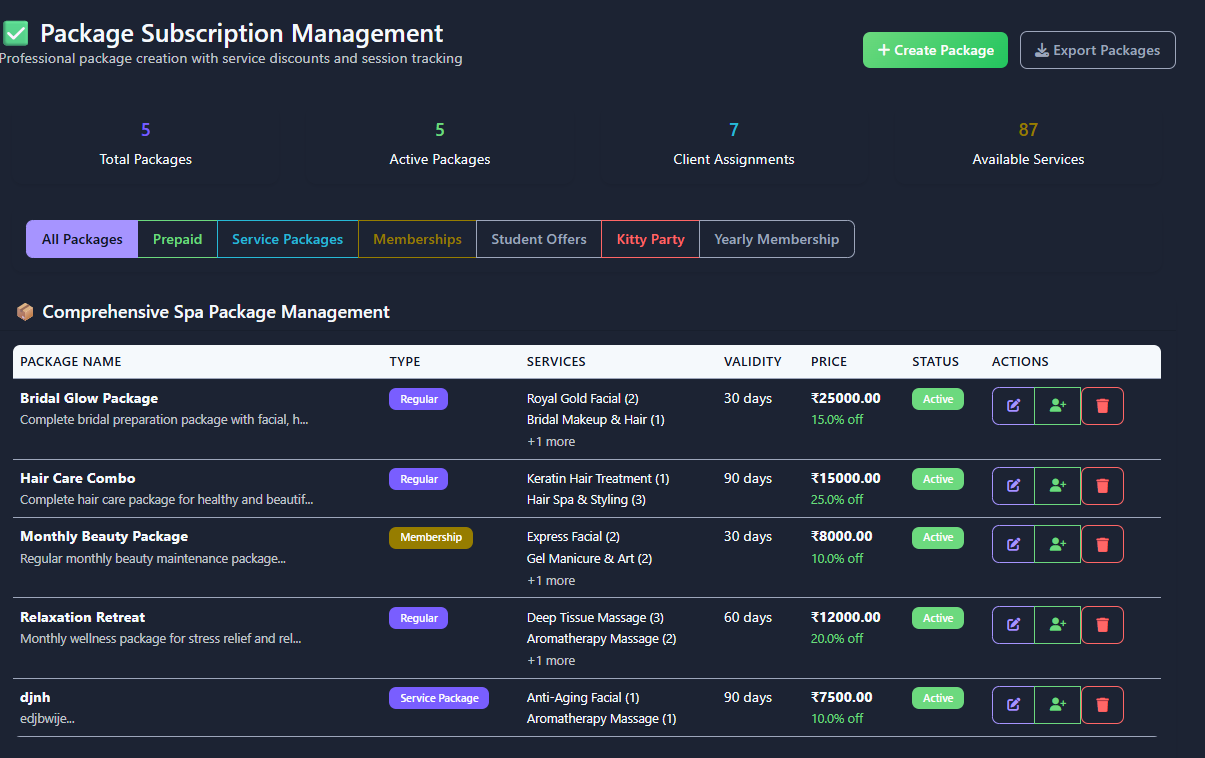 Package Subscription Management
Professional package creation with service discounts and session tracking
+ Create Package
Export Packages
5
Total Packages
5
Active Packages
7
Client Assignments
87
Available Services
All Packages
Prepaid
Service Packages
Memberships
Student Offers
Kitty Party
Yearly Membership
Comprehensive Spa Package Management
PACKAGE NAME TYPE SERVICES VALIDITY PRICE STATUS ACTIONS
Bridal Glow Package Regular Royal Gold Facial (2) 30 days ₹25000.00 Active
Complete bridal preparation package with facial, h... Bridal Makeup & Hair (1) 15.0% off
+1 more
Hair Care Combo Regular Keratin Hair Treatment (1) 90 days ₹15000.00 Active
Complete hair care package for healthy and beautif... Hair Spa & Styling (3) 25.0% off
Monthly Beauty Package Membership Express Facial (2) 30 days ₹8000.00 Active
Regular monthly beauty maintenance package... Gel Manicure & Art (2) 10.0% off
+1 more
Relaxation Retreat Regular Deep Tissue Massage (3) 60 days ₹12000.00 Active
Monthly wellness package for stress relief and rel... Aromatherapy Massage (2) 20.0% off
+1 more
djnh Service Package Anti-Aging Facial (1) 90 days ₹7500.00 Active
edjbwije... Aromatherapy Massage (1) 10.0% off